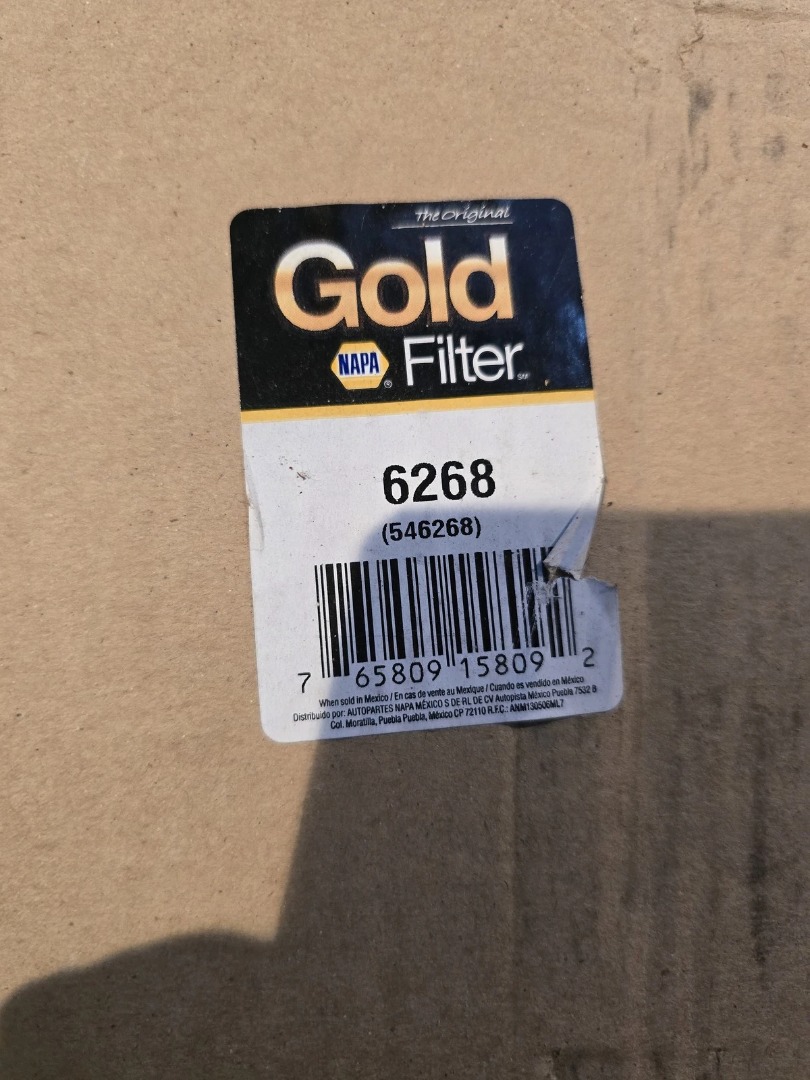 The Original
Gold
NAPA® Filter℠
6268
(546268)
7 65809 15809 2
When sold in Mexico / En cas de vente au Mexique / Cuando es vendido en México
Distribuido por: AUTOPARTES NAPA MÉXICO S DE RL DE CV Autopista México Puebla 7532 B
Col. Moratilla, Puebla Puebla, México CP 72110 R.F.C.: ANM130506ML7